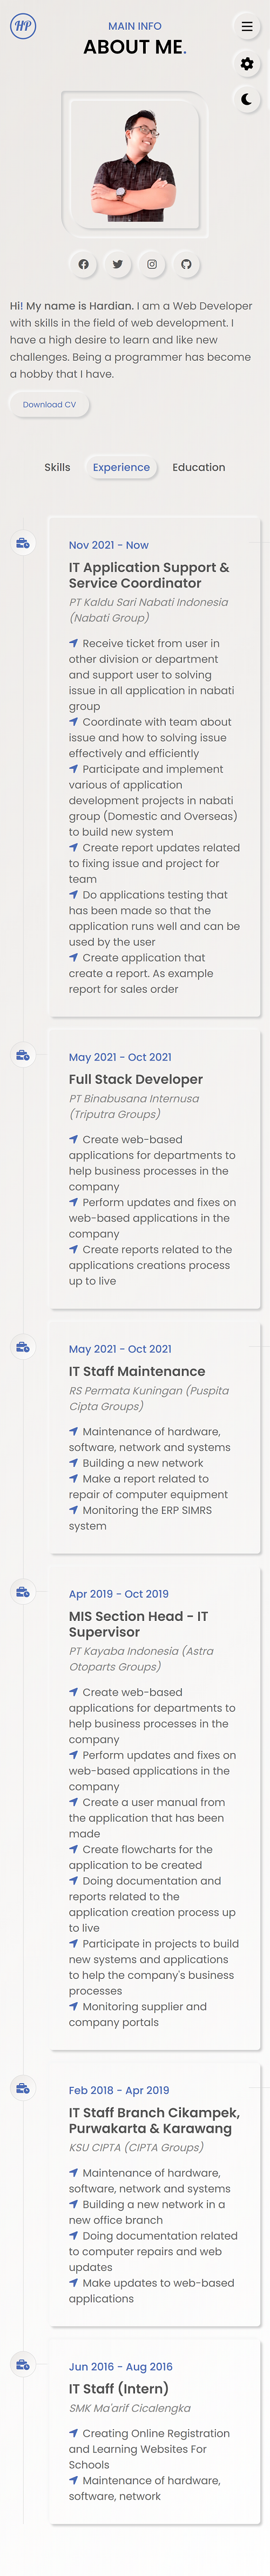 HP
MAIN INFO
ABOUT ME.
Hi! My name is Hardian. I am a Web Developer
with skills in the field of web development. I
have a high desire to learn and like new
challenges. Being a programmer has become
a hobby that I have.
Download CV
Skills
Experience
Education
Nov 2021 - Now
IT Application Support &
Service Coordinator
PT Kaldu Sari Nabati Indonesia
(Nabati Group)
Receive ticket from user in
other division or department
and support user to solving
issue in all application in nabati
group
Coordinate with team about
issue and how to solving issue
effectively and efficiently
Participate and implement
various of application
development projects in nabati
group (Domestic and Overseas)
to build new system
Create report updates related
to fixing issue and project for
team
Do applications testing that
has been made so that the
application runs well and can be
used by the user
Create application that
create a report. As example
report for sales order
May 2021 - Oct 2021
Full Stack Developer
PT Binabusana Internusa
(Triputra Groups)
Create web-based
applications for departments to
help business processes in the
company
Perform updates and fixes on
web-based applications in the
company
Create reports related to the
applications creations process
up to live
May 2021 - Oct 2021
IT Staff Maintenance
RS Permata Kuningan (Puspita
Cipta Groups)
Maintenance of hardware,
software, network and systems
Building a new network
Make a report related to
repair of computer equipment
Monitoring the ERP SIMRS
system
Apr 2019 - Oct 2019
MIS Section Head - IT
Supervisor
PT Kayaba Indonesia (Astra
Otoparts Groups)
Create web-based
applications for departments to
help business processes in the
company
Perform updates and fixes on
web-based applications in the
company
Create a user manual from
the application that has been
made
Create flowcharts for the
application to be created
Doing documentation and
reports related to the
application creation process up
to live
Participate in projects to build
new systems and applications
to help the company's business
processes
Monitoring supplier and
company portals
Feb 2018 - Apr 2019
IT Staff Branch Cikampek,
Purwakarta & Karawang
KSU CIPTA (CIPTA Groups)
Maintenance of hardware,
software, network and systems
Building a new network in a
new office branch
Doing documentation related
to computer repairs and web
updates
Make updates to web-based
applications
Jun 2016 - Aug 2016
IT Staff (Intern)
SMK Ma'arif Cicalengka
Creating Online Registration
and Learning Websites For
Schools
Maintenance of hardware,
software, network